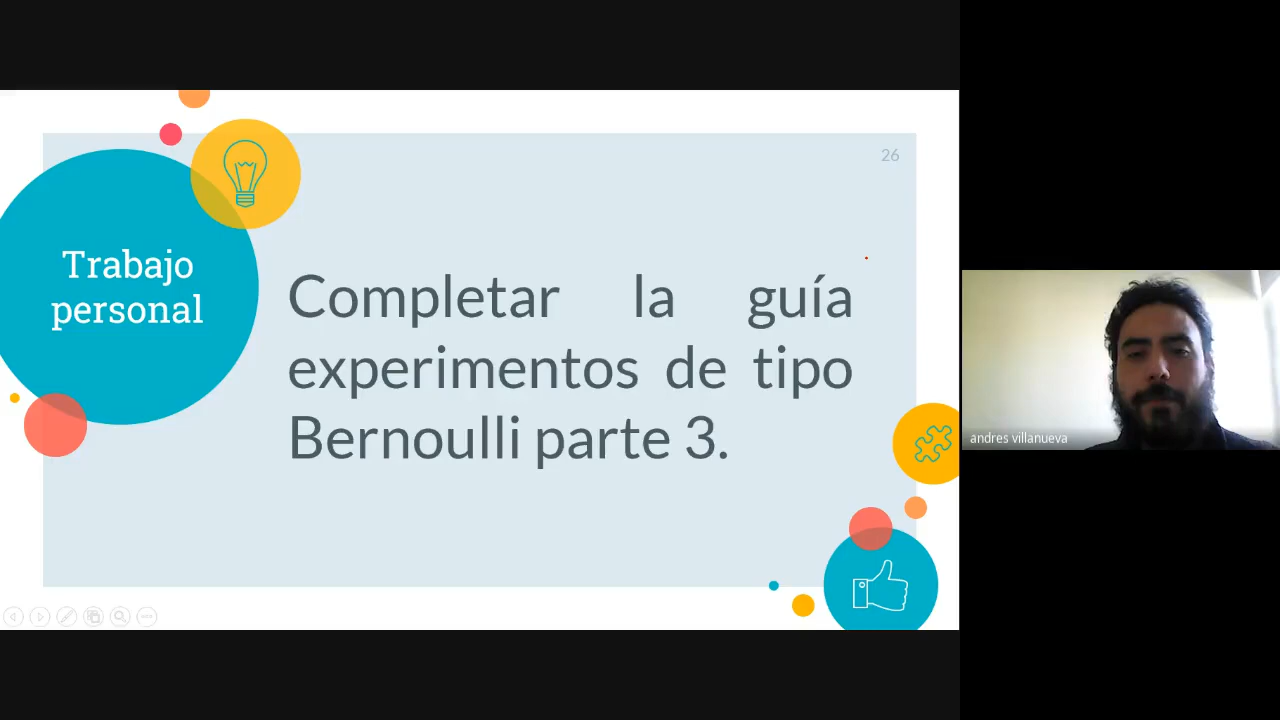 26
Trabajo
personal
Completar la guía
experimentos de tipo
Bernoulli parte 3.
andres villanueva